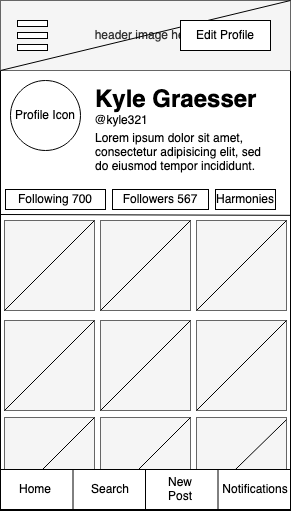 header image he
Edit Profile
Profile Icon
Kyle Graesser
@kyle321
Lorem ipsum dolor sit amet,
consectetur adipisicing elit, sed
do eiusmod tempor incididunt.
Following 700
Followers 567
Harmonies
Home
Search
New
Post
Notifications